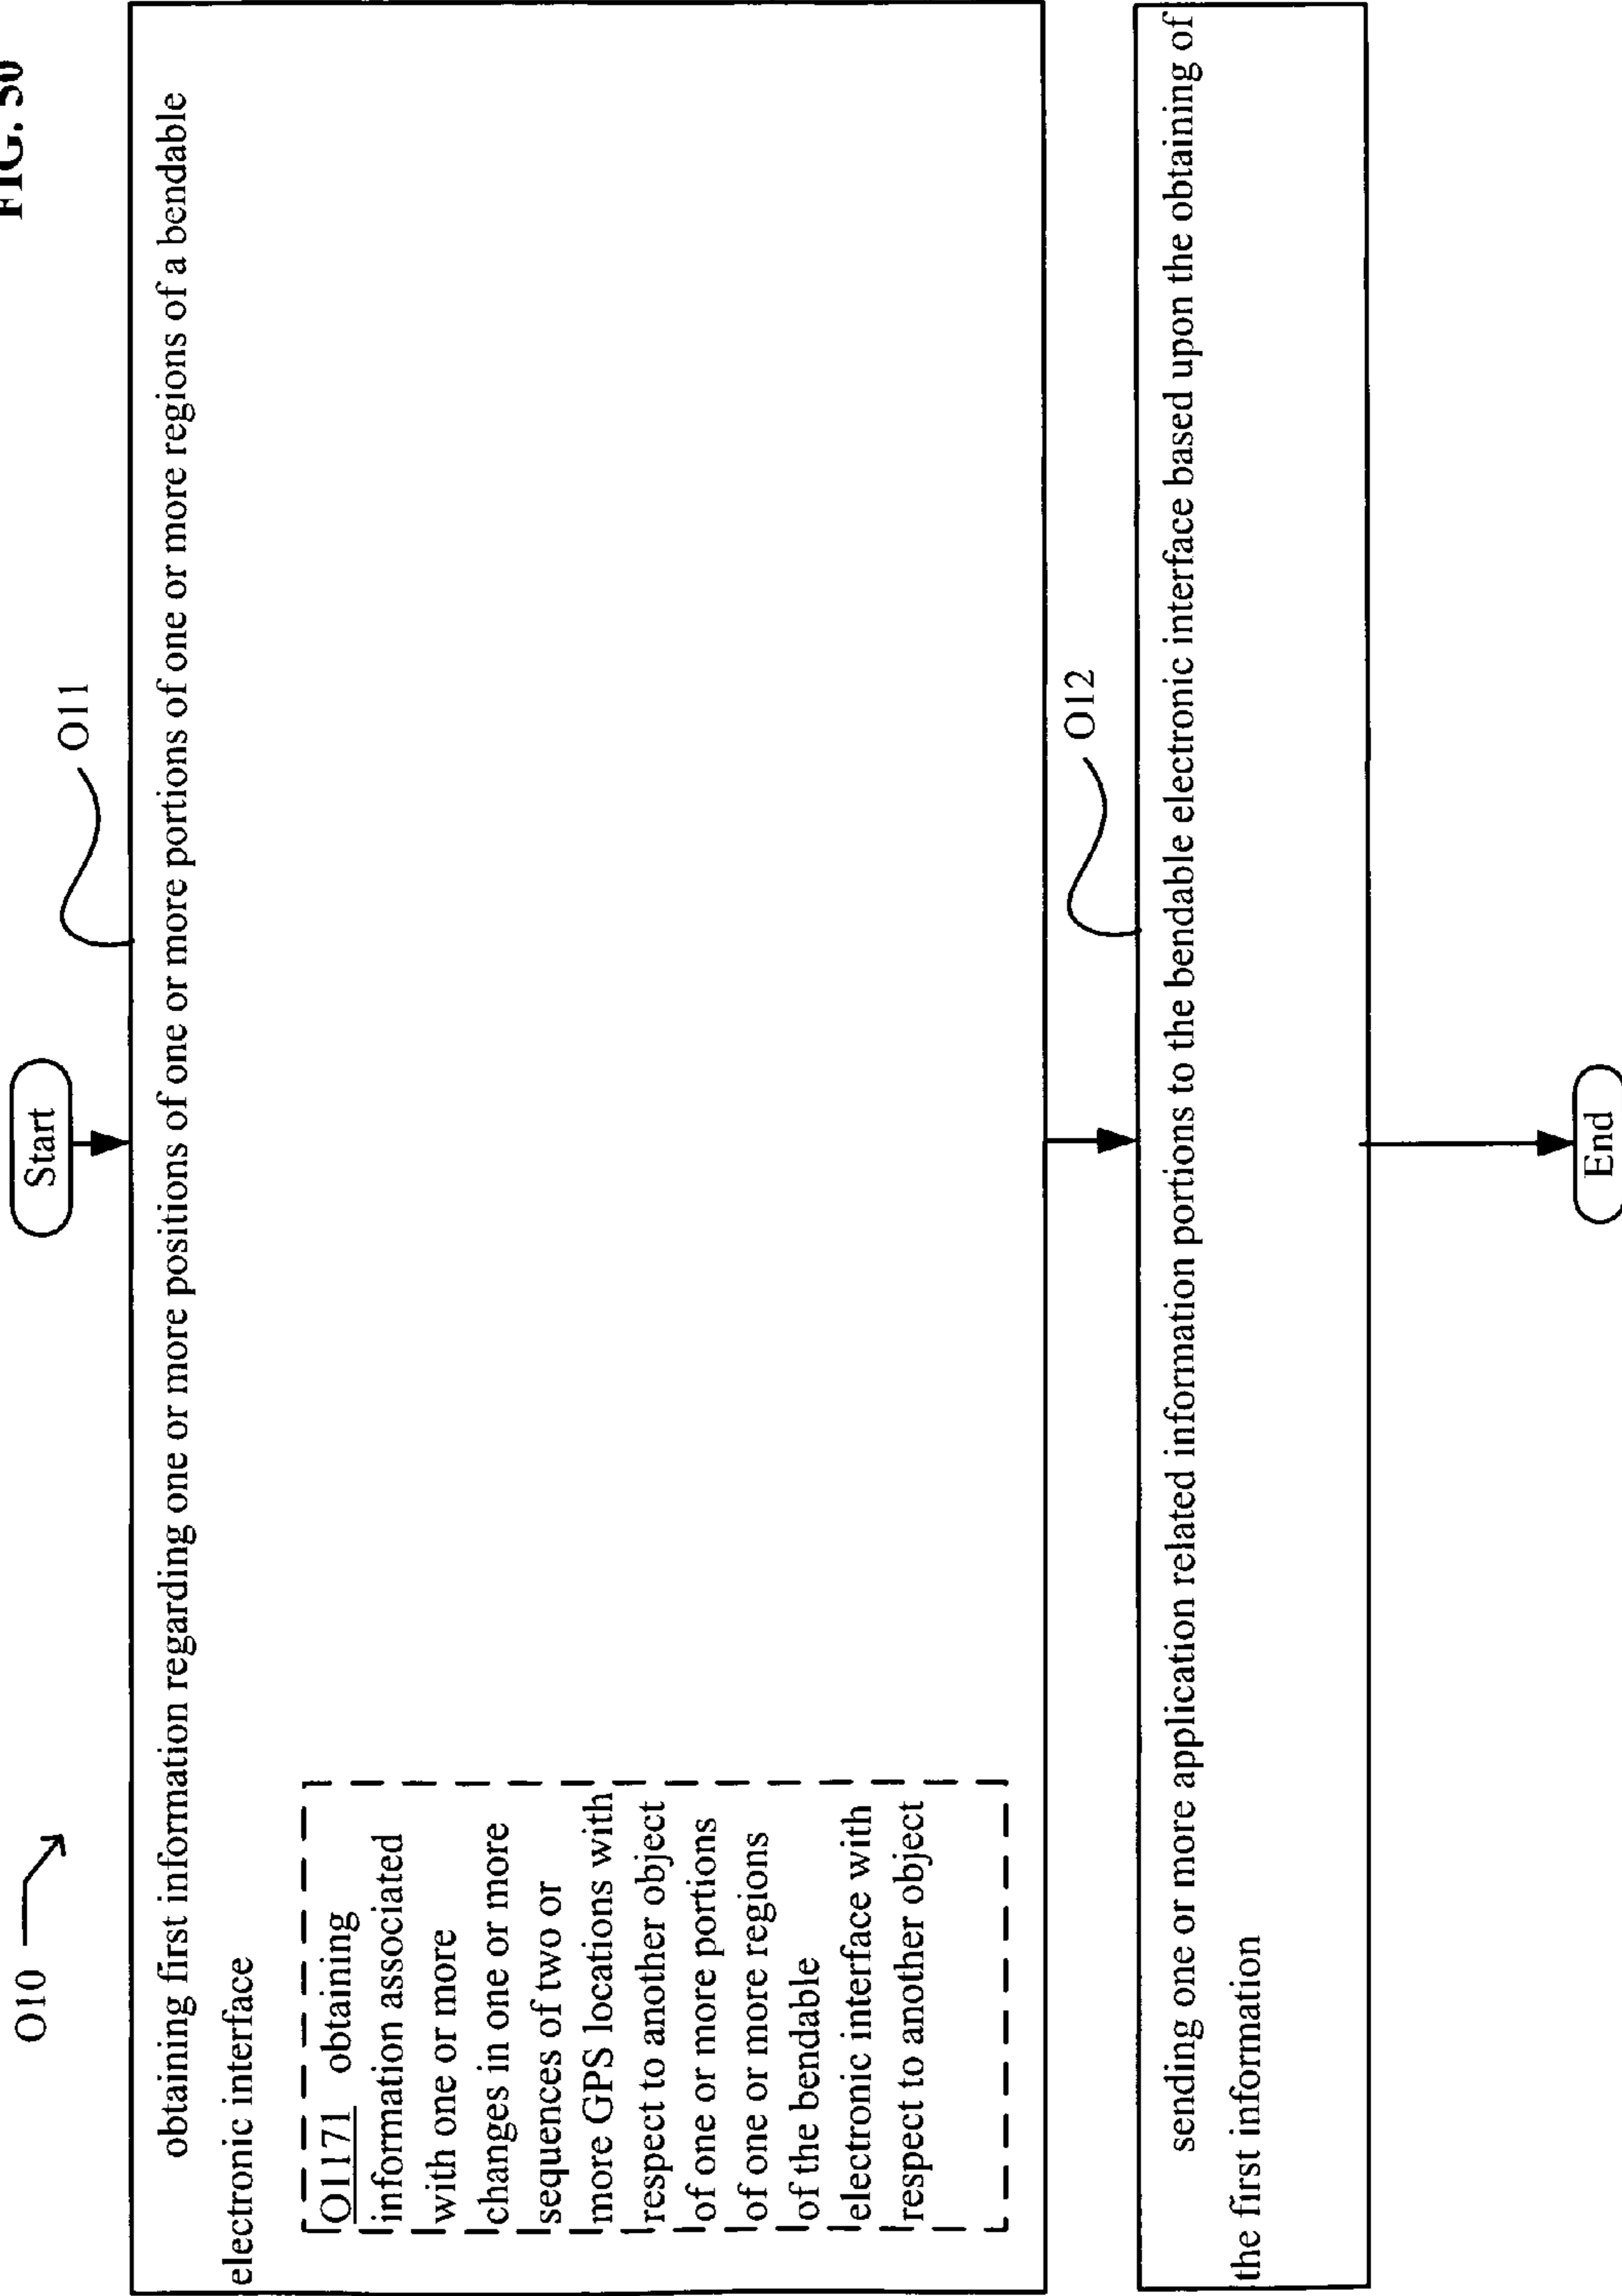 FIG.
O10
Start
O11
obtaining first information regarding one or more positions of one or more portions of one or more regions of a bendable
electronic interface
O1171 obtaining
information associated
with one or more
changes in one or more
sequences of two or
more GPS locations with
respect to another object
of one or more portions
of one or more regions
of the bendable
electronic interface with
respect to another object
O12
sending one or more application related information portions to the bendable electronic interface based upon the obtaining of
the first information
End